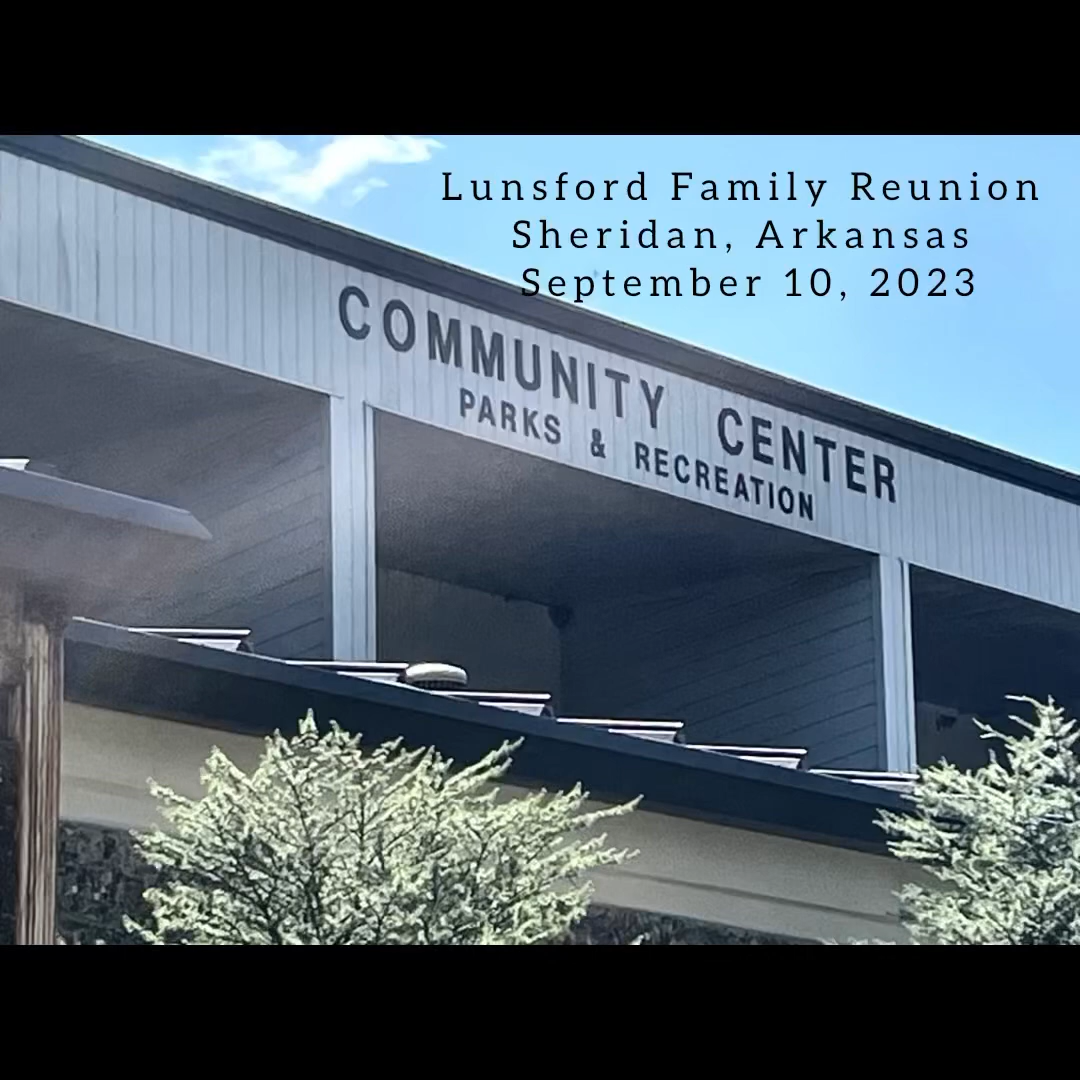 Lunsford Family Reunion
Sheridan, Arkansas
September 10, 2023
COMMUNITY CENTER
PARKS & RECREATION